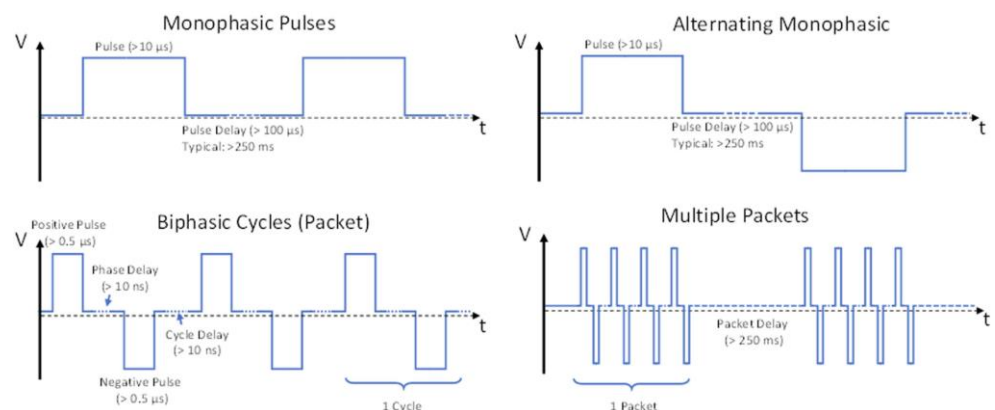 Monophasic Pulses
V
Pulse (>10 µs)
Pulse Delay (> 100 µs)
Typical: >250 ms
t
Alternating Monophasic
V
Pulse (>10 µs)
Pulse Delay (> 100 µs)
Typical: >250 ms
t
Biphasic Cycles (Packet)
Positive Pulse
(> 0.5 µs)
V
Phase Delay
(> 10 ns)
Cycle Delay
(> 10 ns)
t
Negative Pulse
(> 0.5 µs)
1 Cycle
Multiple Packets
V
Packet Delay
(> 250 ms)
t
1 Packet